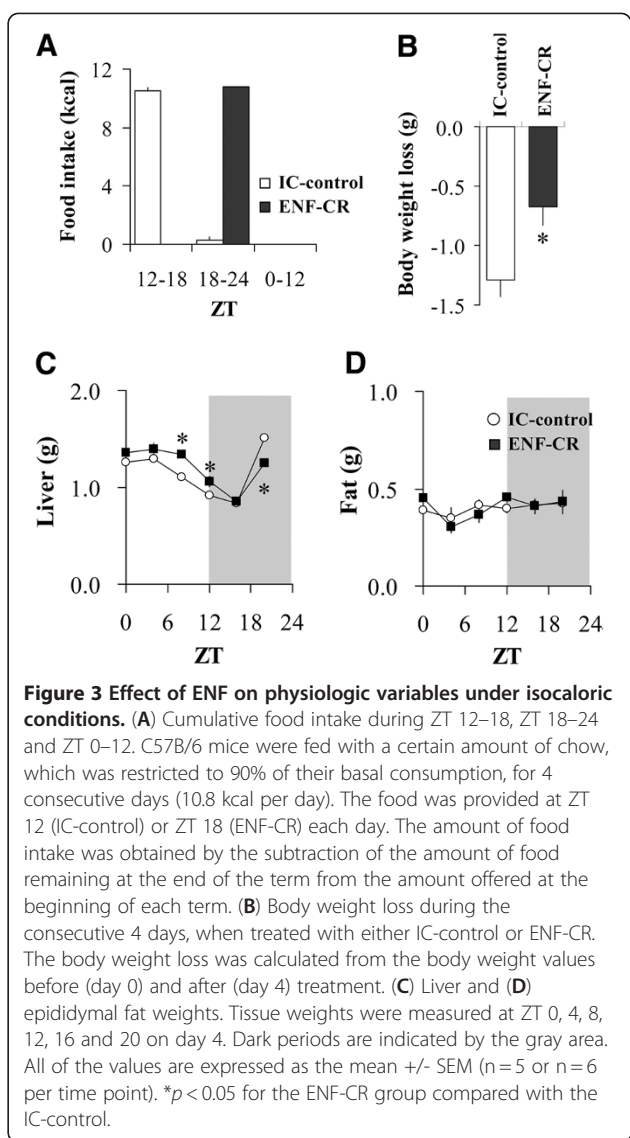 A
B
Food intake (kcal)
12
8
4
0
12-18 18-24 0-12
ZT
IC-control
ENF-CR
IC-control
ENF-CR
Body weight loss (g)
0.0
-0.5
-1.0
-1.5
*
C
D
Liver (g)
2.0
1.0
0.0
* *
*
0 6 12 18 24
ZT
Fat (g)
1.0
0.5
0.0
IC-control
ENF-CR
0 6 12 18 24
ZT
Figure 3 Effect of ENF on physiologic variables under isocaloric
conditions. (A) Cumulative food intake during ZT 12–18, ZT 18–24
and ZT 0–12. C57B/6 mice were fed with a certain amount of chow,
which was restricted to 90% of their basal consumption, for 4
consecutive days (10.8 kcal per day). The food was provided at ZT
12 (IC-control) or ZT 18 (ENF-CR) each day. The amount of food
intake was obtained by the subtraction of the amount of food
remaining at the end of the term from the amount offered at the
beginning of each term. (B) Body weight loss during the
consecutive 4 days, when treated with either IC-control or ENF-CR.
The body weight loss was calculated from the body weight values
before (day 0) and after (day 4) treatment. (C) Liver and (D)
epididymal fat weights. Tissue weights were measured at ZT 0, 4, 8,
12, 16 and 20 on day 4. Dark periods are indicated by the gray area.
All of the values are expressed as the mean +/- SEM (n = 5 or n = 6
per time point). *p < 0.05 for the ENF-CR group compared with the
IC-control.